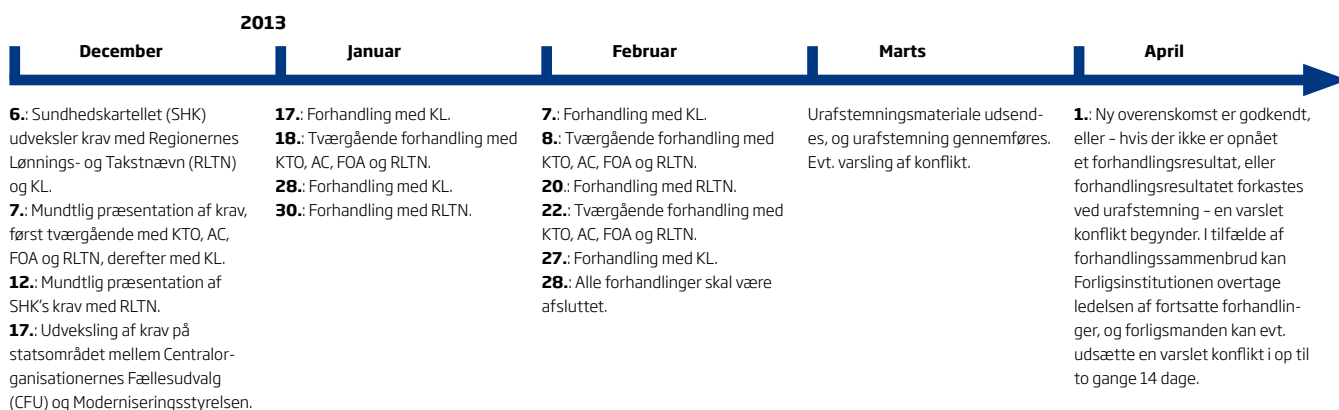 2013
December
6.: Sundhedskartellet (SHK)
udveksler krav med Regionernes
Lønnings- og Takstnævn (RLTN)
og KL.
7.: Mundtlig præsentation af krav,
først tværgående med KTO, AC,
FOA og RLTN, derefter med KL.
12.: Mundtlig præsentation af
SHK's krav med RLTN.
17.: Udveksling af krav på
statsområdet mellem Centralor-
ganisationernes Fællesudvalg
(CFU) og Moderniseringsstyrelsen.
Januar
17.: Forhandling med KL.
18.: Tværgående forhandling med
KTO, AC, FOA og RLTN.
28.: Forhandling med KL.
30.: Forhandling med RLTN.
Februar
7.: Forhandling med KL.
8.: Tværgående forhandling med
KTO, AC, FOA og RLTN.
20.: Forhandling med RLTN.
22.: Tværgående forhandling med
KTO, AC, FOA og RLTN.
27.: Forhandling med KL.
28.: Alle forhandlinger skal være
afsluttet.
Marts
Urafstemningsmateriale udsend-
es, og urafstemning gennemføres.
Evt. varsling af konflikt.
April
1.: Ny overenskomst er godkendt,
eller – hvis der ikke er opnået
et forhandlingsresultat, eller
forhandlingsresultatet forkastes
ved urafstemning – en varslet
konflikt begynder. I tilfælde af
forhandlingssammenbrud kan
Forligsinstitutionen overtage
ledelsen af fortsatte forhandlin-
ger, og forligsmanden kan evt.
udsætte en varslet konflikt i op til
to gange 14 dage.